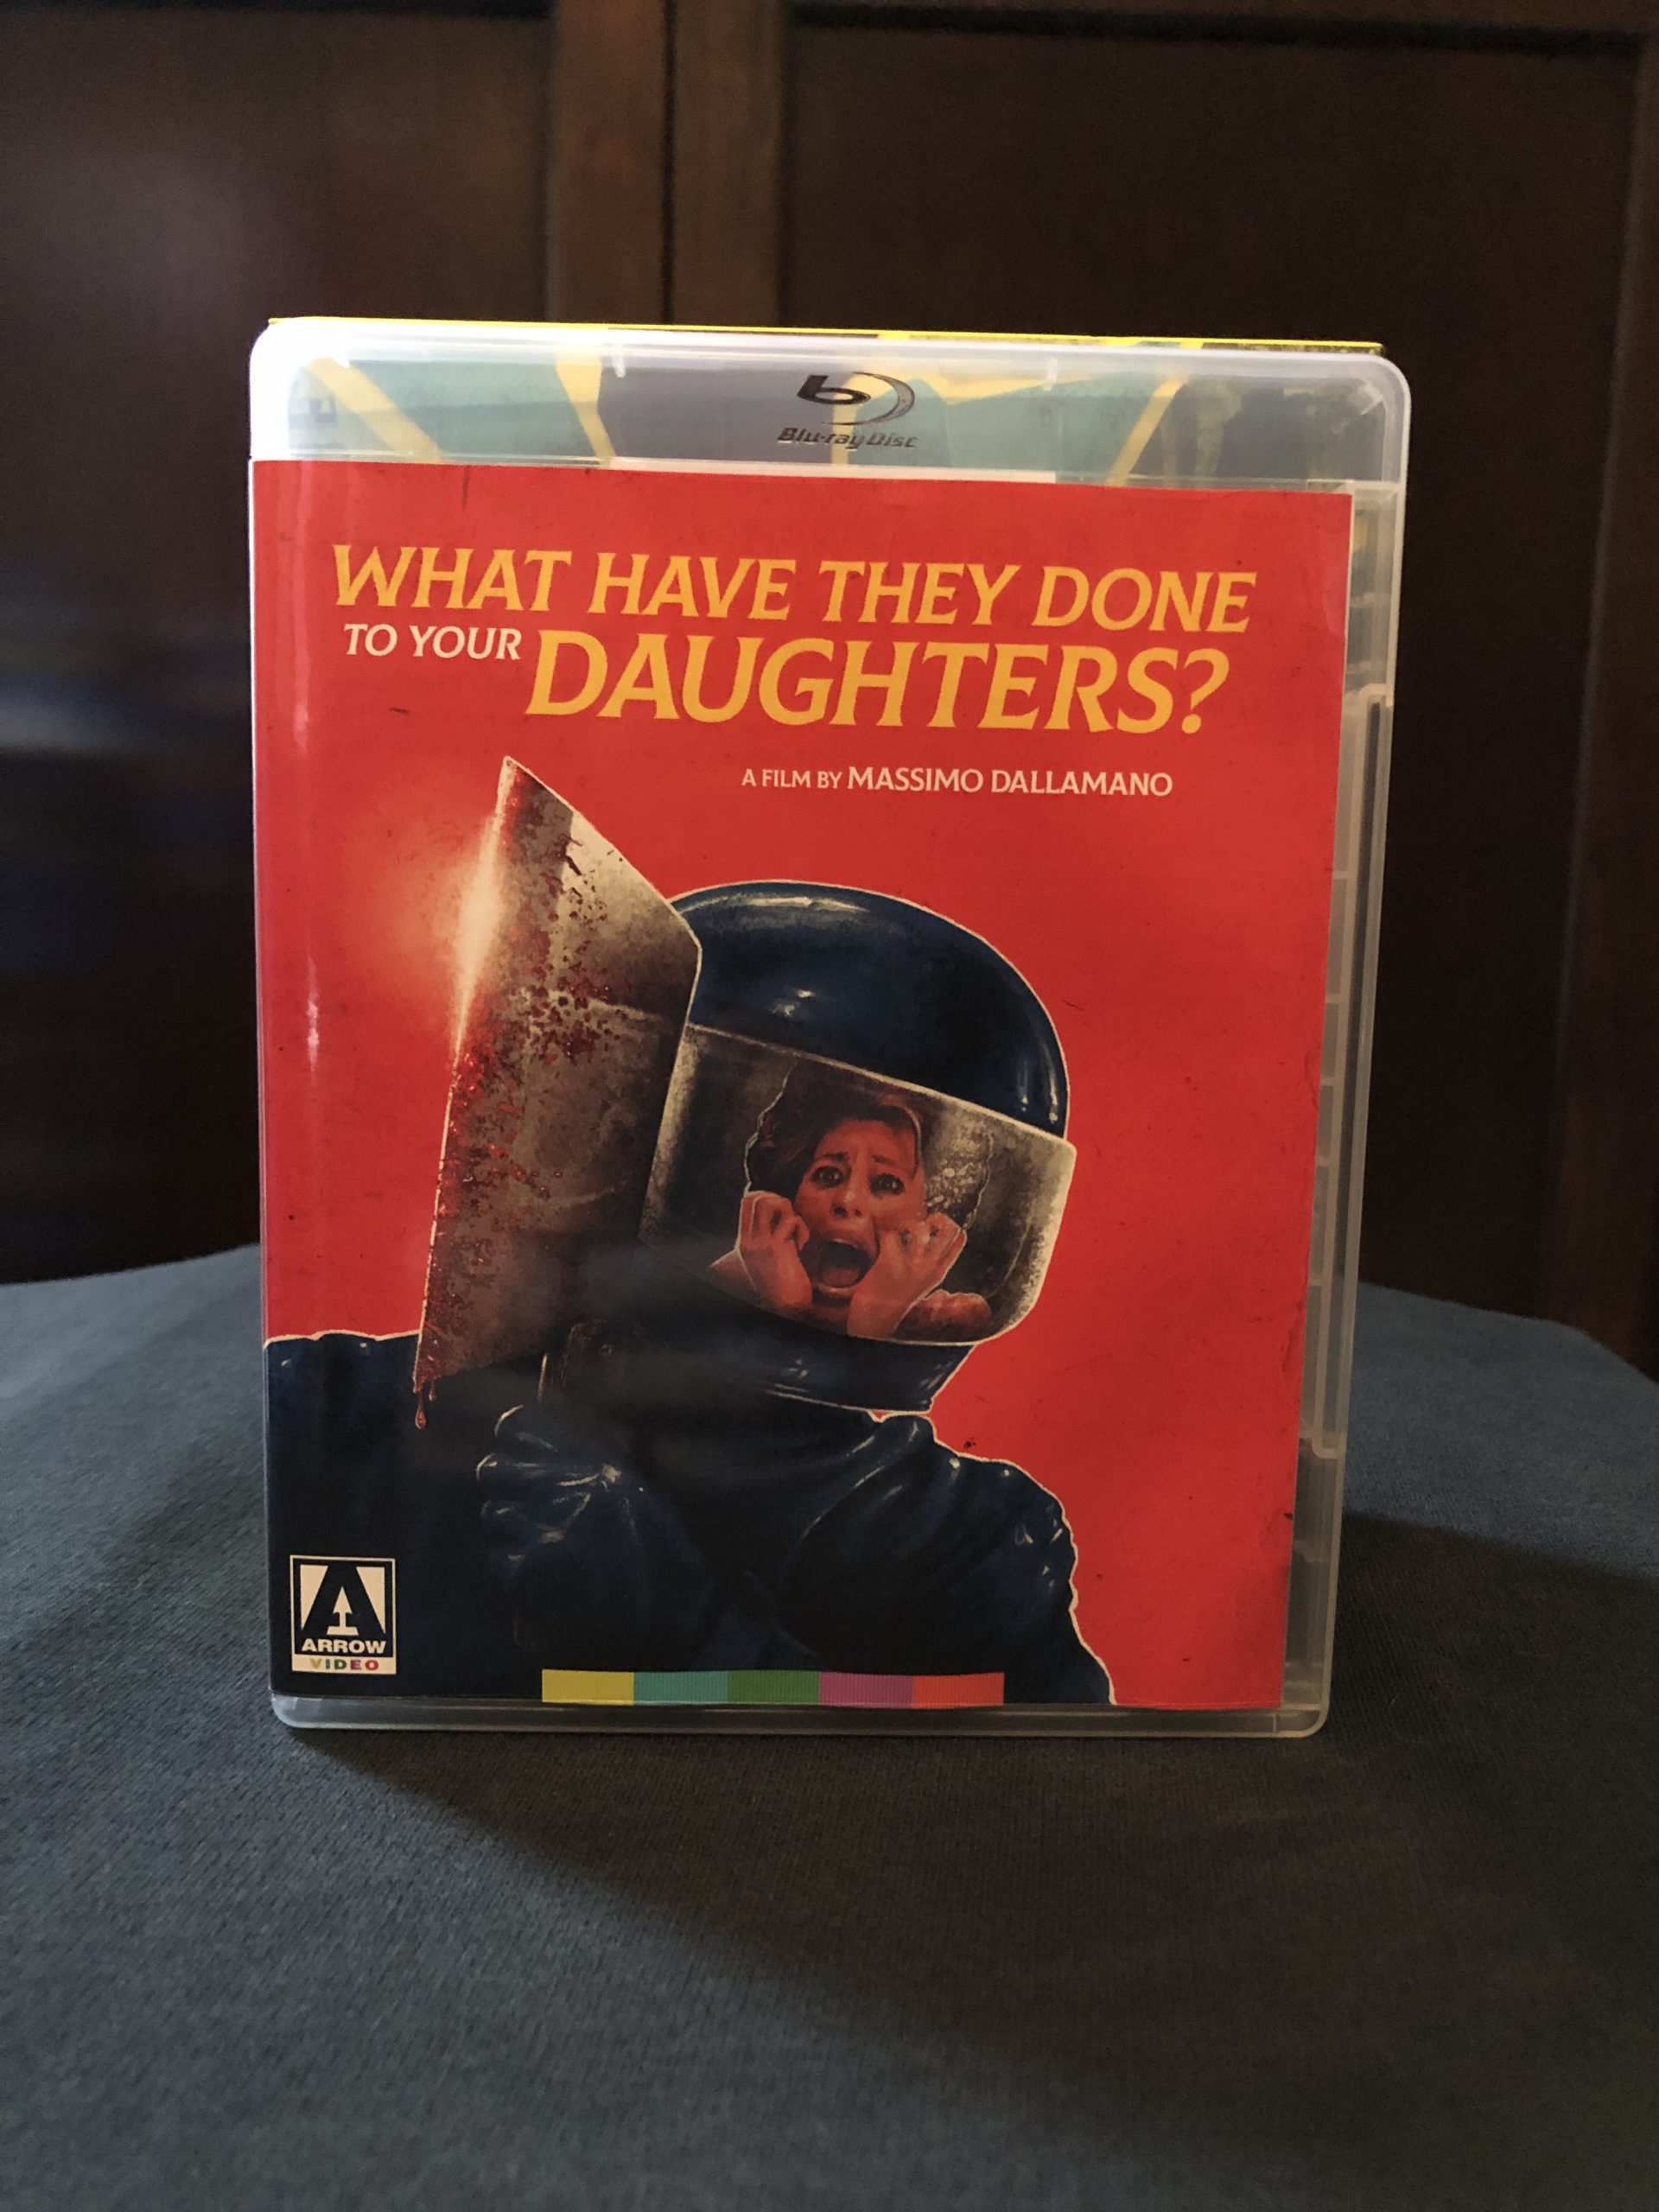 Blu-ray Disc
WHAT HAVE THEY DONE
TO YOUR DAUGHTERS?
A FILM BY MASSIMO DALLAMANO
A
ARROW
VIDEO